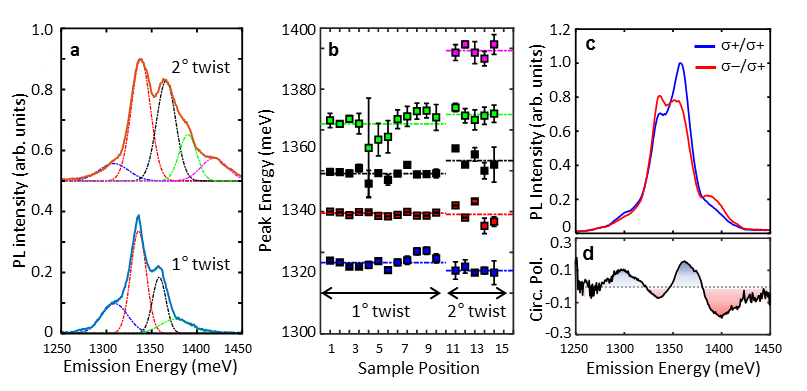 a
2° twist
1° twist
PL intensity (arb. units)
1.0
0.8
0.6
0.4
0.2
0
1250 1300 1350 1400 1450
Emission Energy (meV)
b
Peak Energy (meV)
1400
1380
1360
1340
1320
1300
1° twist 2° twist
1 3 5 7 9 11 13 15
Sample Position
c
σ+/σ+
σ−/σ+
PL Intensity (arb. units)
1.2
1.0
0.8
0.6
0.4
0.2
0
d
Circ. Pol.
0.3
0.1
-0.1
-0.3
1250 1300 1350 1400 1450
Emission Energy (meV)